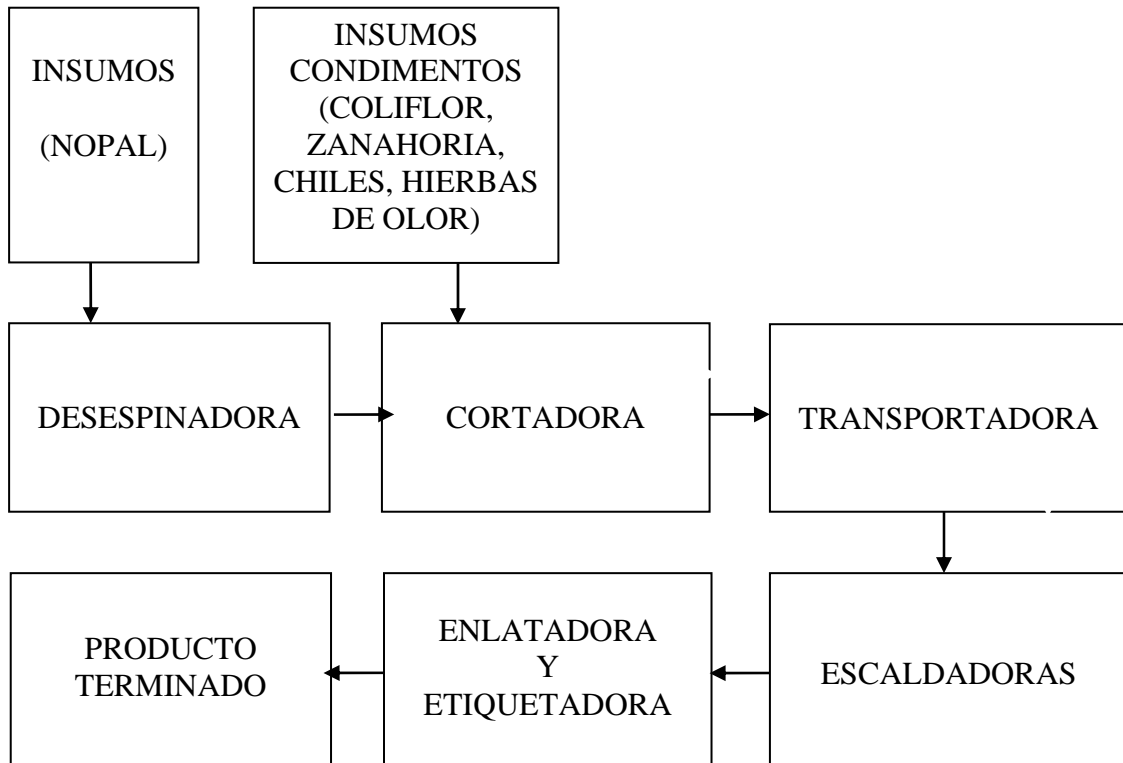 INSUMOS
(NOPAL)
INSUMOS
CONDIMENTOS
(COLIFLOR,
ZANAHORIA,
CHILES, HIERBAS
DE OLOR)
DESESPINADORA
CORTADORA
TRANSPORTADORA
PRODUCTO
TERMINADO
ENLATADORA
Y
ETIQUETADORA
ESCALDADORAS